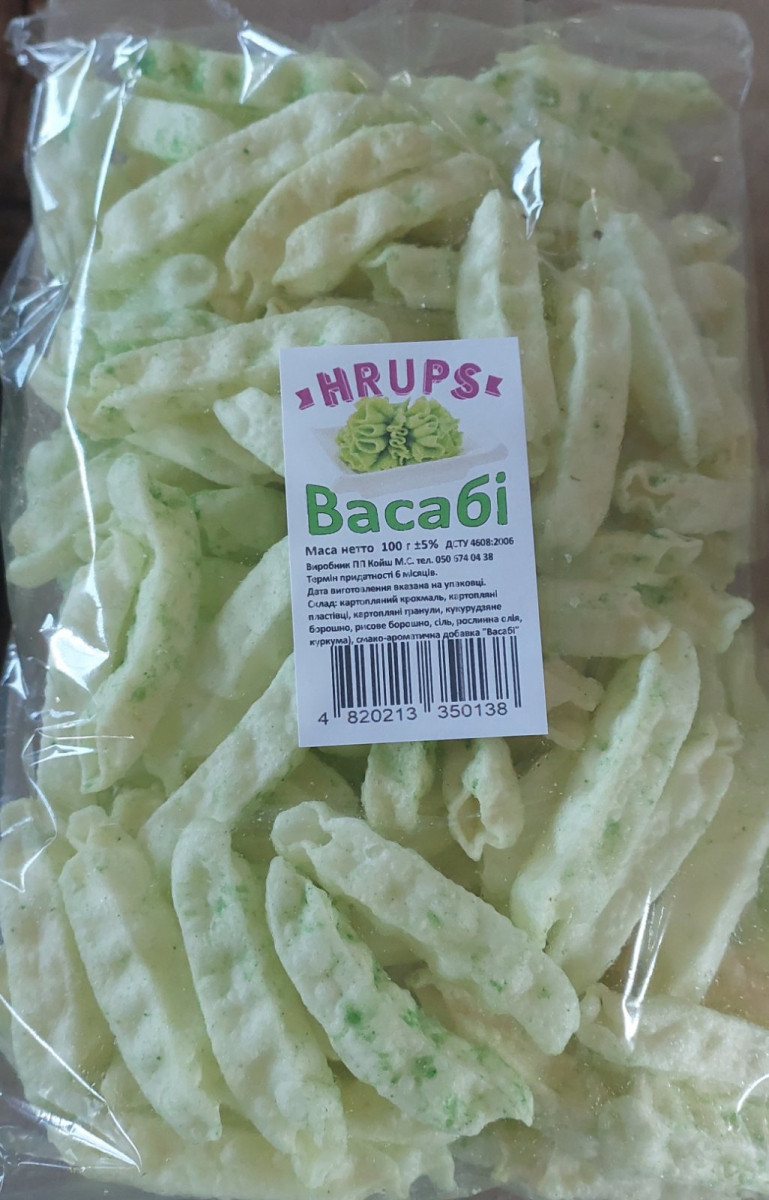 HRUPS
Васабі
Маса нетто 100 г ±5% ДСТУ 4608:2006
Виробник ПП Койш М.С. тел. 050 674 04 38
Термін придатності 6 місяців.
Дата виготовлення вказана на упаковці.
Склад: картопляний крохмаль, картопляні
пластівці, картопляні гранули, кукурудзяне
борошно, рисове борошно, сіль, рослинна олія,
куркума), смако-ароматична добавка "Васабі"
4 820213 350138